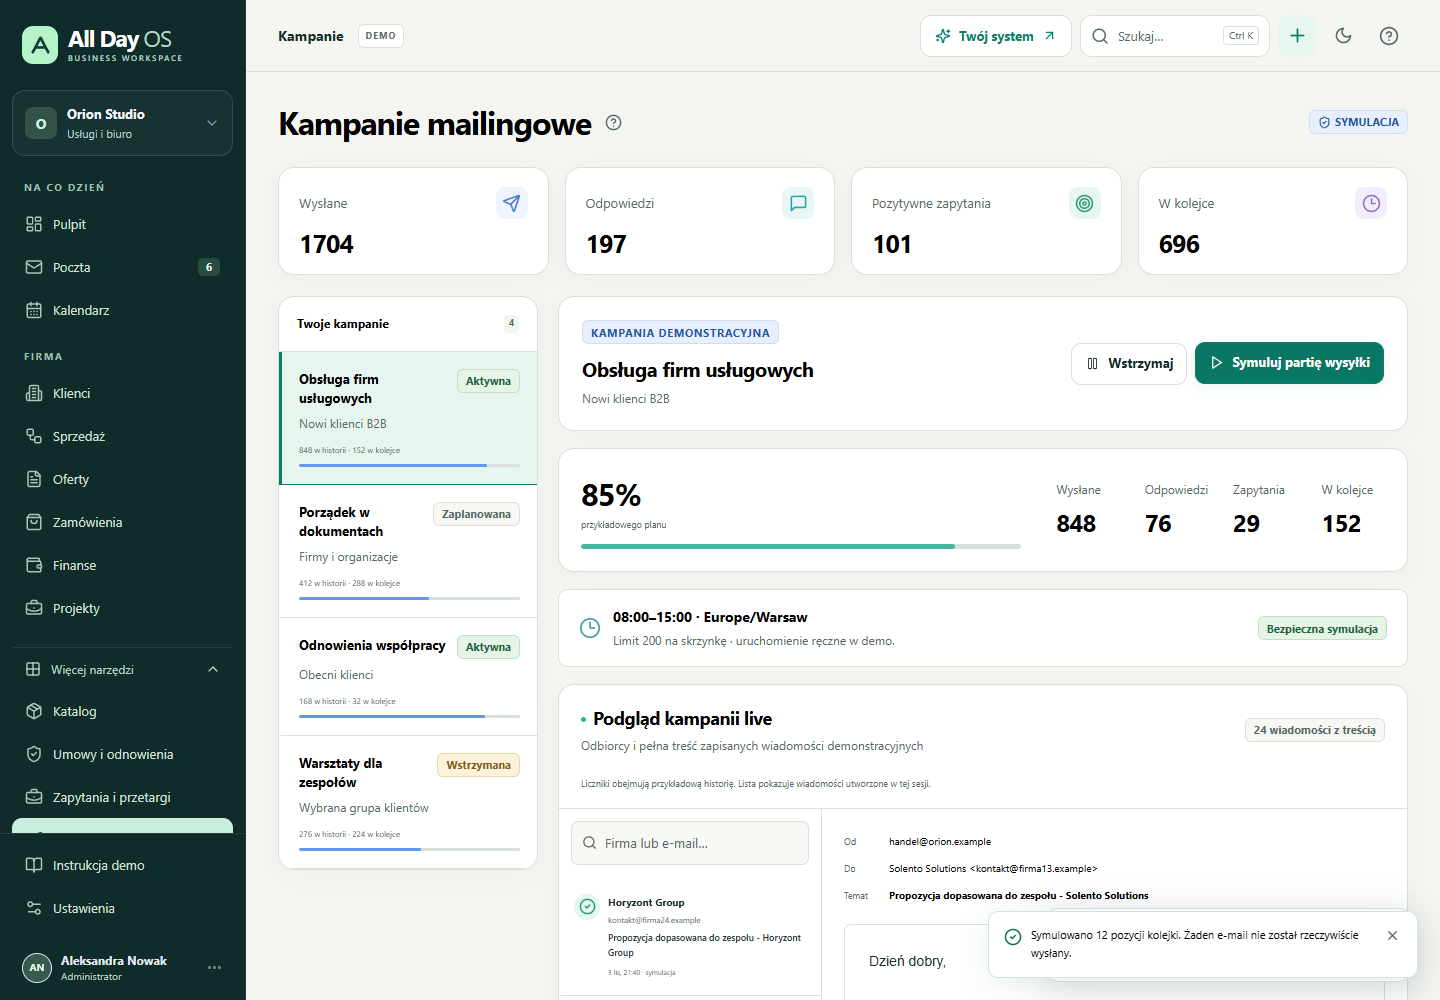 All Day OS
BUSINESS WORKSPACE
O
Orion Studio
Usługi i biuro
NA CO DZIEŃ
Pulpit
Poczta
6
Kalendarz
FIRMA
Klienci
Sprzedaż
Oferty
Zamówienia
Finanse
Projekty
Więcej narzędzi
Katalog
Umowy i odnowienia
Zapytania i przetargi
Instrukcja demo
Ustawienia
AN
Aleksandra Nowak
Administrator
Kampanie
DEMO
Twój system
Szukaj...
Ctrl K
Kampanie mailingowe
SYMULACJA
Wysłane
1704
Odpowiedzi
197
Pozytywne zapytania
101
W kolejce
696
Twoje kampanie
4
Obsługa firm
usługowych
Aktywna
Nowi klienci B2B
848 w historii · 152 w kolejce
Porządek w
dokumentach
Zaplanowana
Firmy i organizacje
412 w historii · 288 w kolejce
Odnowienia współpracy
Aktywna
Obecni klienci
168 w historii · 32 w kolejce
Warsztaty dla
zespołów
Wstrzymana
Wybrana grupa klientów
276 w historii · 224 w kolejce
KAMPANIA DEMONSTRACYJNA
Obsługa firm usługowych
Nowi klienci B2B
Wstrzymaj
Symuluj partię wysyłki
85%
przykładowego planu
Wysłane
848
Odpowiedzi
76
Zapytania
29
W kolejce
152
08:00–15:00 · Europe/Warsaw
Limit 200 na skrzynkę · uruchomienie ręczne w demo.
Bezpieczna symulacja
Podgląd kampanii live
Odbiorcy i pełna treść zapisanych wiadomości demonstracyjnych
24 wiadomości z treścią
Liczniki obejmują przykładową historię. Lista pokazuje wiadomości utworzone w tej sesji.
Firma lub e-mail...
Horyzont Group
kontakt@firma24.example
Propozycja dopasowana do zespołu - Horyzont
Group
3 lis, 21:40 · symulacja
Od
handel@orion.example
Do
Solento Solutions <kontakt@firma13.example>
Temat
Propozycja dopasowana do zespołu - Solento Solutions
Dzień dobry,
Symulowano 12 pozycji kolejki. Żaden e-mail nie został rzeczywiście
wysłany.